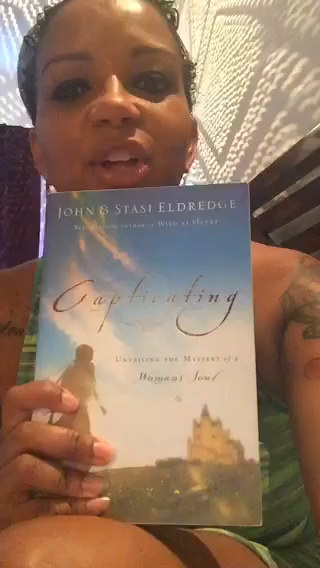 JOHN & STASI ELDREDGE
BESTSELLING AUTHOR of WILD AT HEART
Captivating
UNVEILING THE MYSTERY of a
Woman's Soul